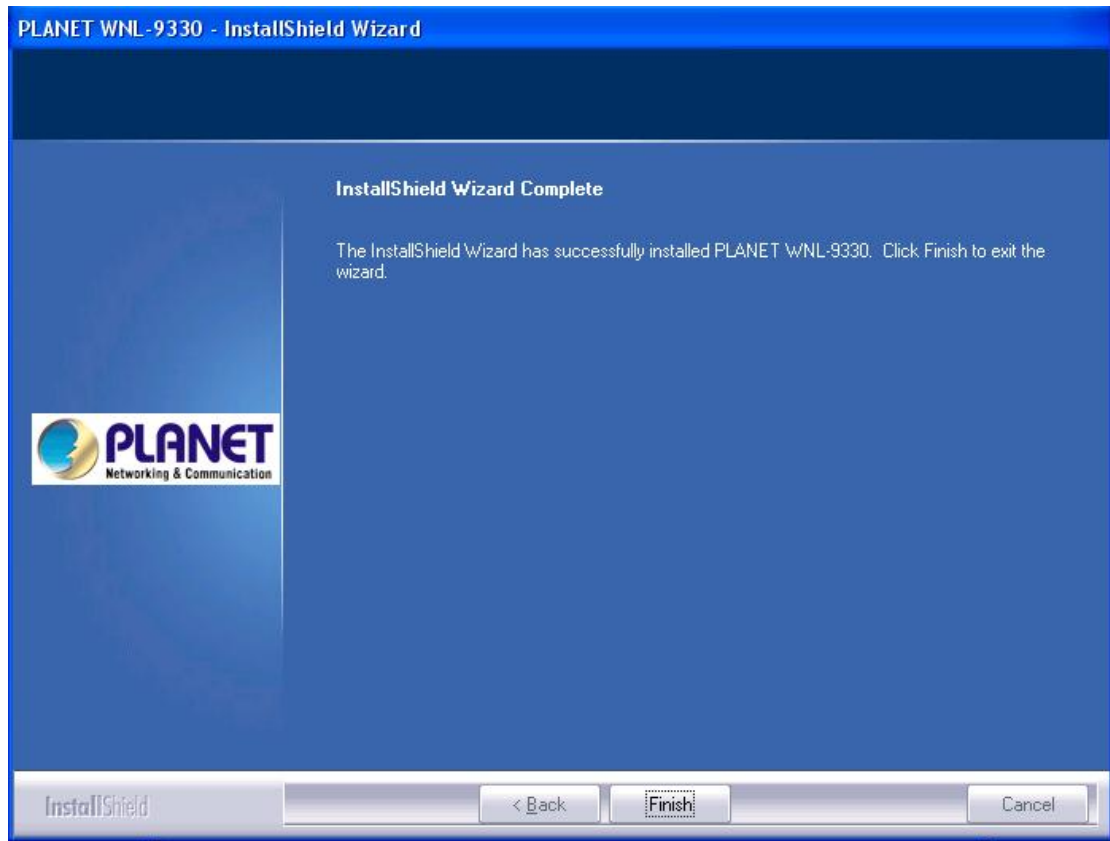 PLANET WNL-9330 - InstallShield Wizard
InstallShield Wizard Complete
The InstallShield Wizard has successfully installed PLANET WNL-9330.  Click Finish to exit the
wizard.
PLANET
Networking & Communication
InstallShield
< Back
Finish
Cancel